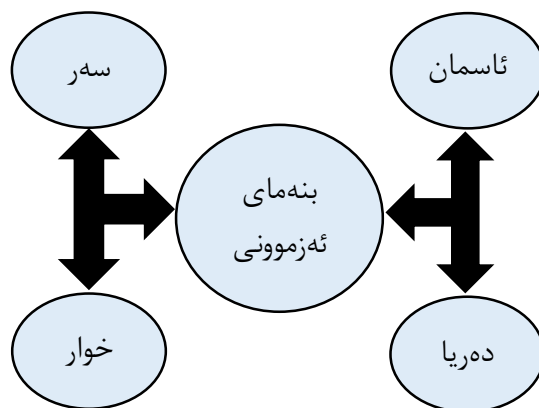 ئاسمان
سەر
بنەمای
ئەزموونی
دەریا
خوار